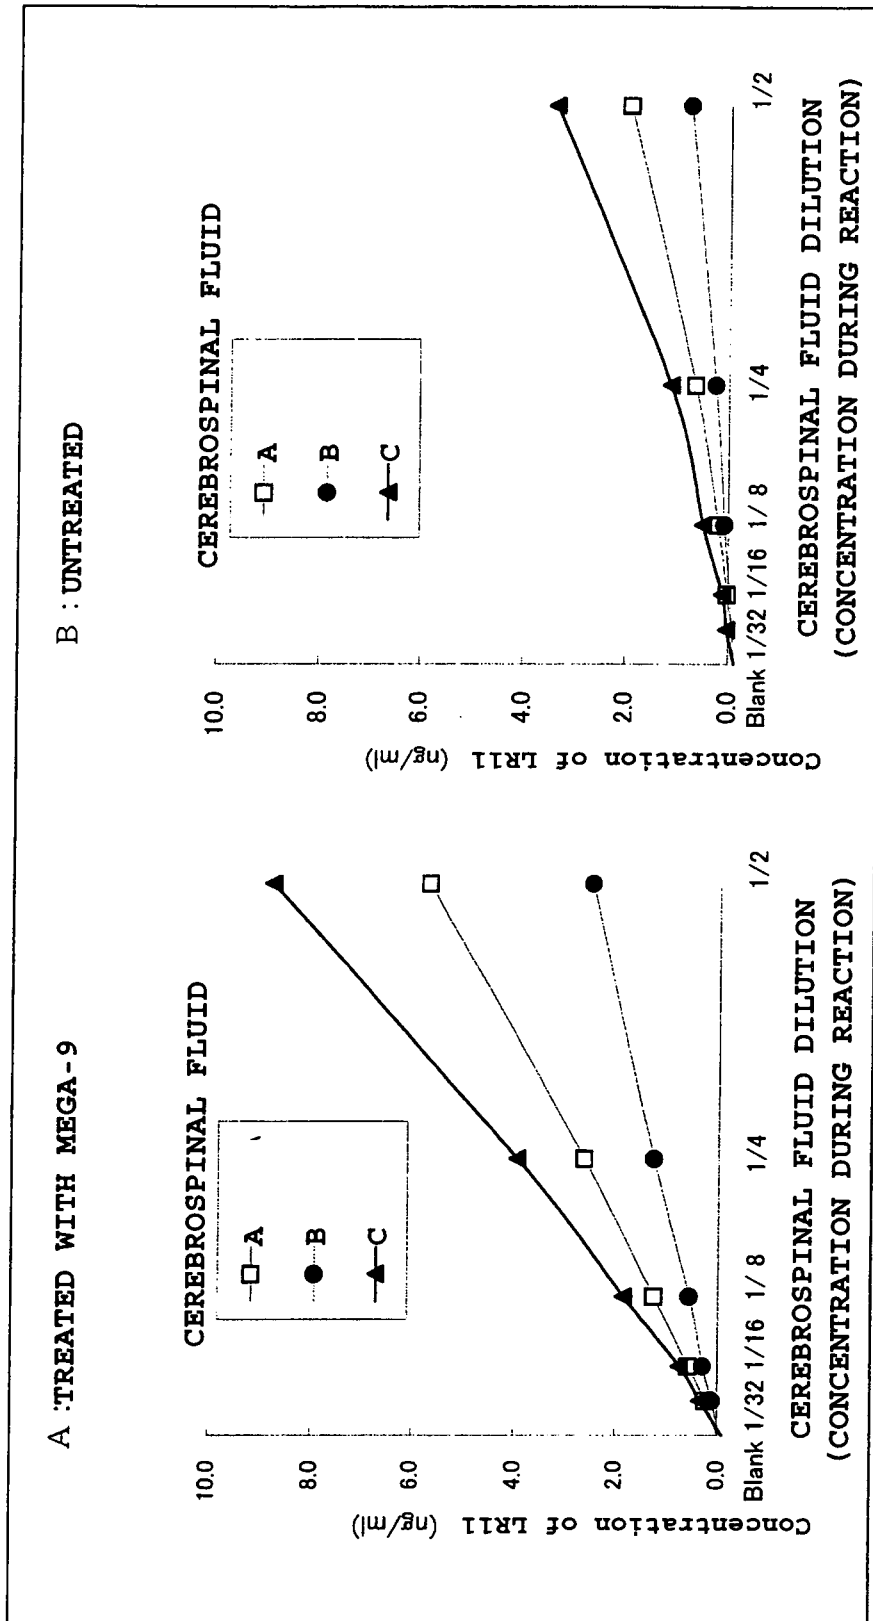 A :TREATED WITH MEGA-9
CEREBROSPINAL FLUID
A
B
C
Concentration of LR11 (ng/ml)
10.0
8.0
6.0
4.0
2.0
0.0
Blank 1/32 1/16 1/8 1/4 1/2
CEREBROSPINAL FLUID DILUTION
(CONCENTRATION DURING REACTION)
B : UNTREATED
CEREBROSPINAL FLUID
A
B
C
Concentration of LR11 (ng/ml)
10.0
8.0
6.0
4.0
2.0
0.0
Blank 1/32 1/16 1/8 1/4 1/2
CEREBROSPINAL FLUID DILUTION
(CONCENTRATION DURING REACTION)